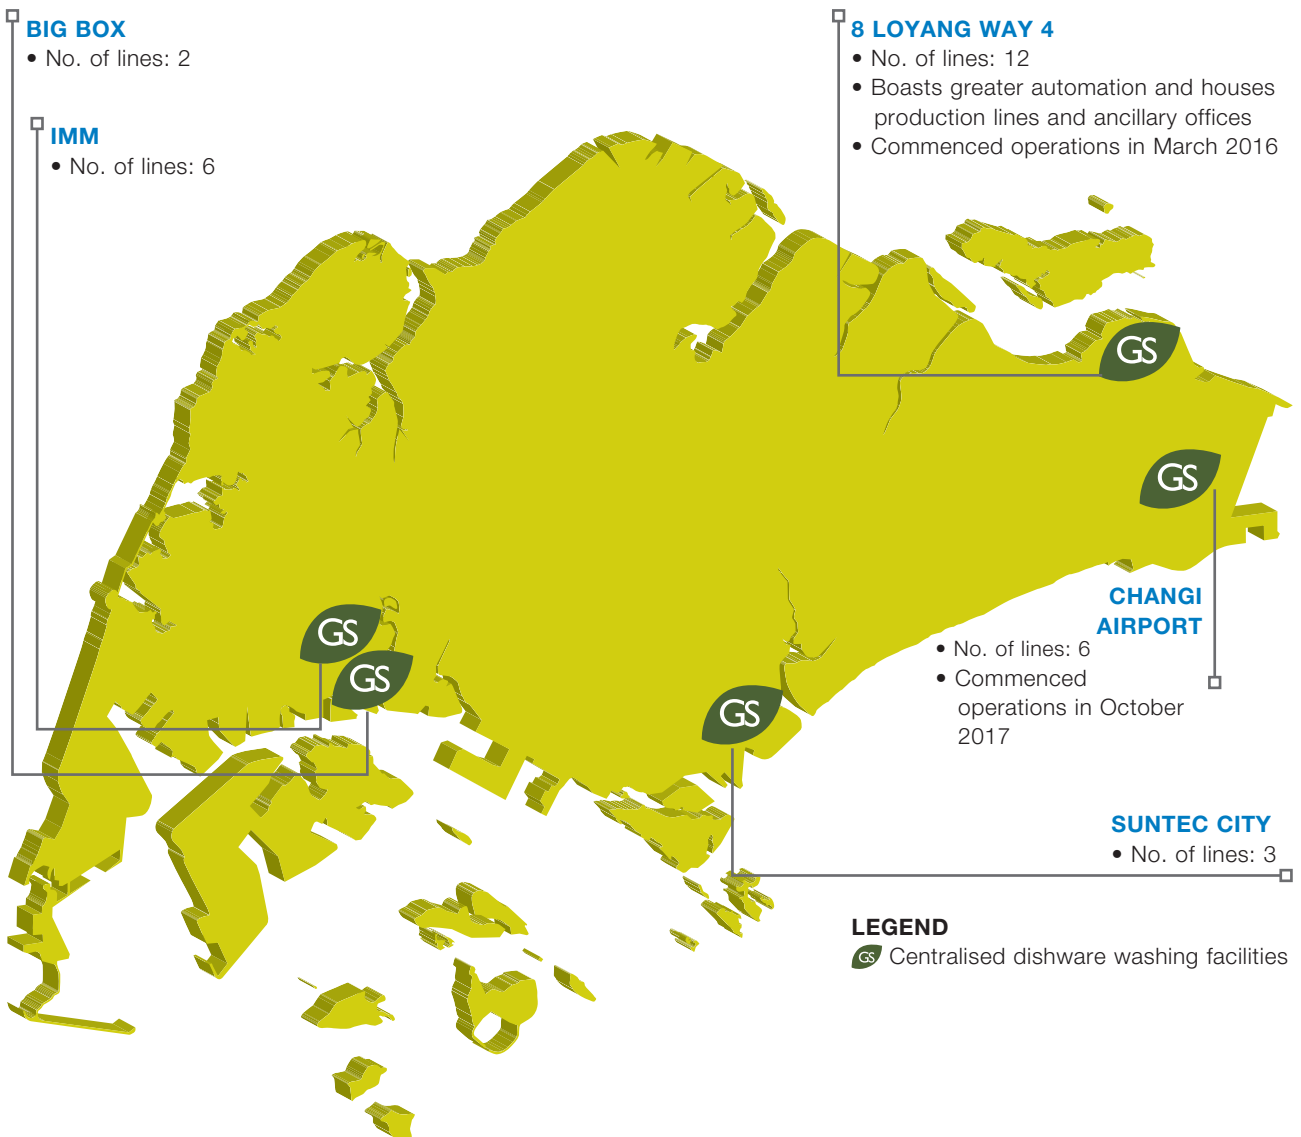 BIG BOX
• No. of lines: 2
IMM
• No. of lines: 6
8 LOYANG WAY 4
• No. of lines: 12
• Boasts greater automation and houses
production lines and ancillary offices
• Commenced operations in March 2016
GS
GS
CHANGI
AIRPORT
• No. of lines: 6
• Commenced
operations in October
2017
GS
GS
GS
SUNTEC CITY
• No. of lines: 3
LEGEND
GS Centralised dishware washing facilities